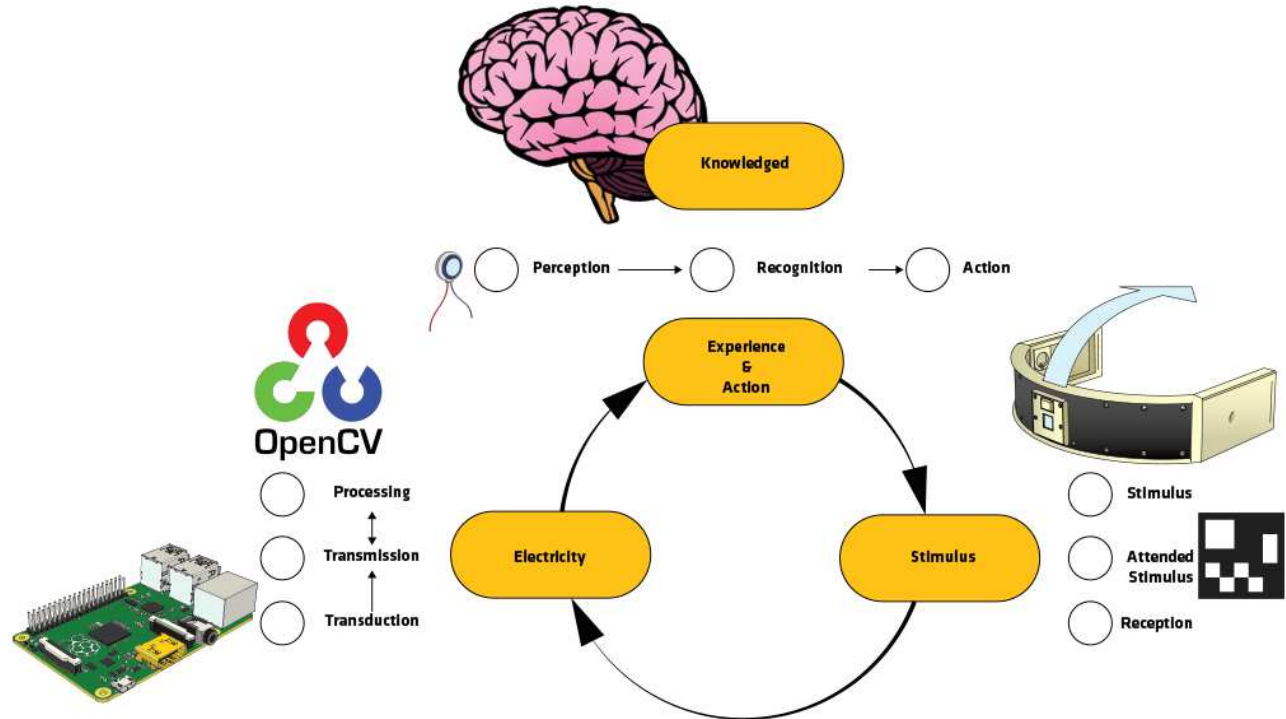 Knowledged
Perception
Recognition
Action
Experience
&
Action
OpenCV
Processing
Transmission
Transduction
Electricity
Stimulus
Stimulus
Attended
Stimulus
Reception